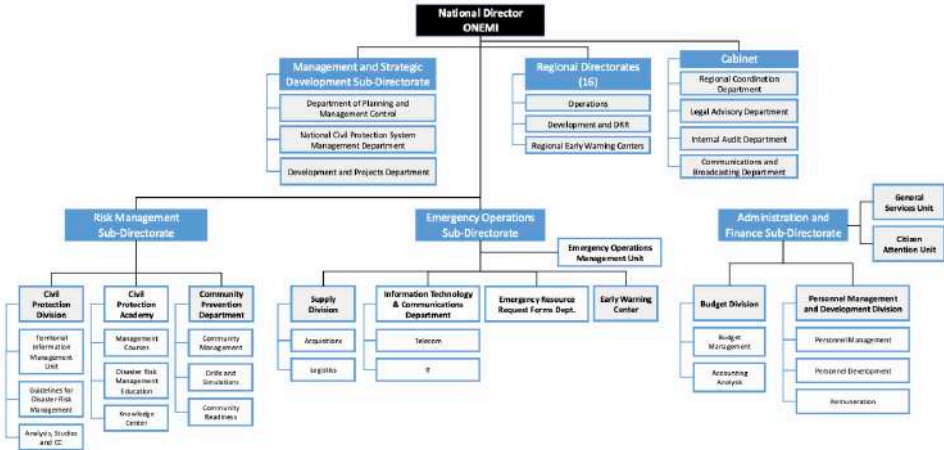 National Director
ONEMI
Management and Strategic
Development Sub-Directorate
Department of Planning and
Management Control
National Civil Protection System
Management Department
Development and Projects Department
Regional Directorates
(16)
Operations
Development and DRR
Regional Early Warning Centers
Cabinet
Regional Coordination
Department
Legal Advisory Department
Internal Audit Department
Communications and
Broadcasting Department
Risk Management
Sub-Directorate
Civil
Protection
Division
Territorial
Information
Management
Unit
Guidelines for
Disaster Risk
Management
Analysis, Studies
and CC
Civil
Protection
Academy
Management
Courses
Disaster Risk
Management
Education
Knowledge
Center
Community
Prevention
Department
Community
Management
Drills and
Simulations
Community
Readiness
Emergency Operations
Sub-Directorate
Emergency Operations
Management Unit
Supply
Division
Acquisitions
Logistics
Information Technology
& Communications
Department
Telecom
IT
Emergency Resource
Request Forms Dept.
Early Warning
Center
Administration and
Finance Sub-Directorate
General
Services Unit
Citizen
Attention Unit
Budget Division
Budget
Management
Accounting
Analysis
Personnel Management
and Development Division
Personnel Management
Personnel Development
Remuneration